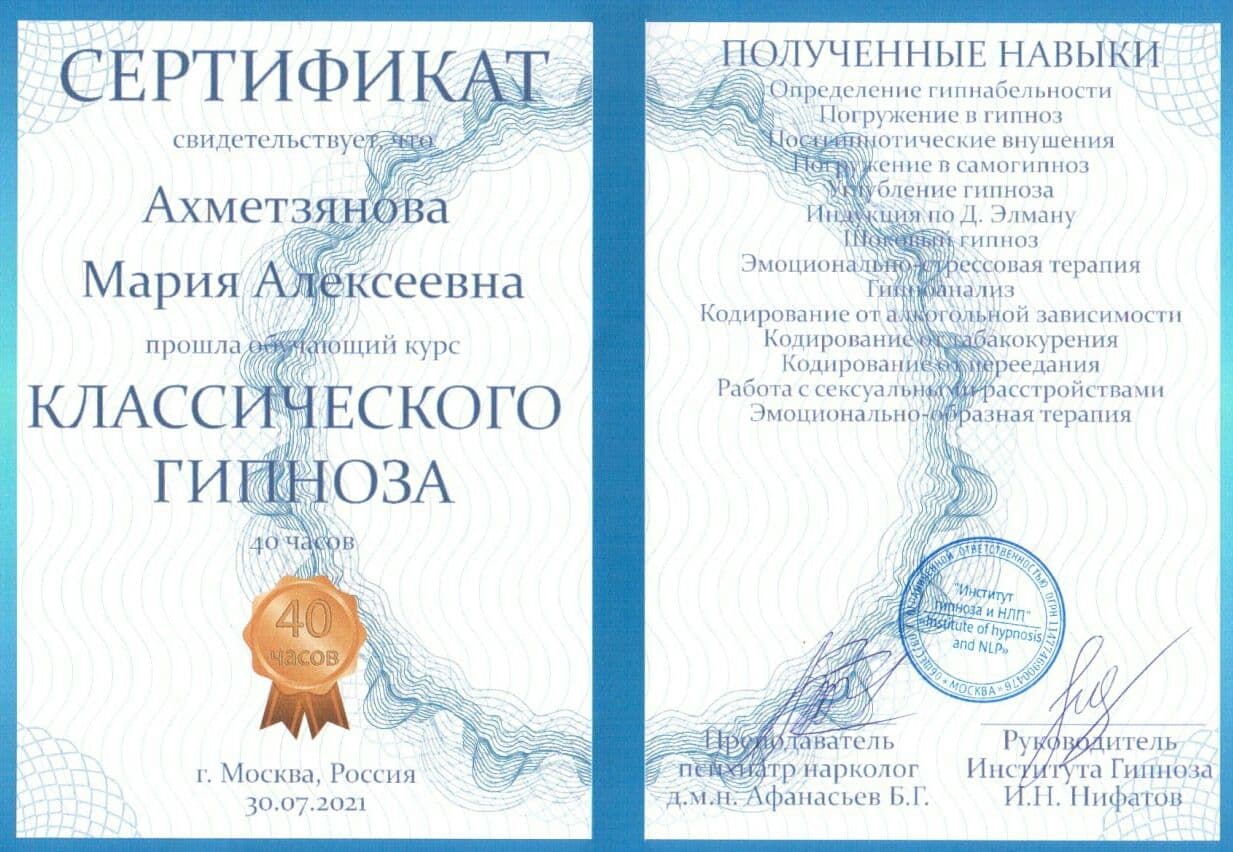 СЕРТИФИКАТ
свидетельствует, что
Ахметзянова
Мария Алексеевна
прошла обучающий курс
КЛАССИЧЕСКОГО
ГИПНОЗА
40 часов
40
часов
г. Москва, Россия
30.07.2021
ПОЛУЧЕННЫЕ НАВЫКИ
Определение гипнабельности
Погружение в гипноз
Постгипнотические внушения
Погружение в самогипноз
Углубление гипноза
Индукция по Д. Элману
Шоковый гипноз
Эмоционально-стрессовая терапия
Гипноанализ
Кодирование от алкогольной зависимости
Кодирование от табакокурения
Кодирование от переедания
Работа с сексуальными расстройствами
Эмоционально-образная терапия
ОГРАНИЧЕННОЙ ОТВЕТСТВЕННОСТЬЮ ОГРН
"Институт
гипноза и НЛП"
«Institute of hypnosis
and NLP»
МОСКВА
Преподаватель
психиатр нарколог
д.м.н. Афанасьев Б.Г.
Руководитель
Института Гипноза
И.Н. Нифатов